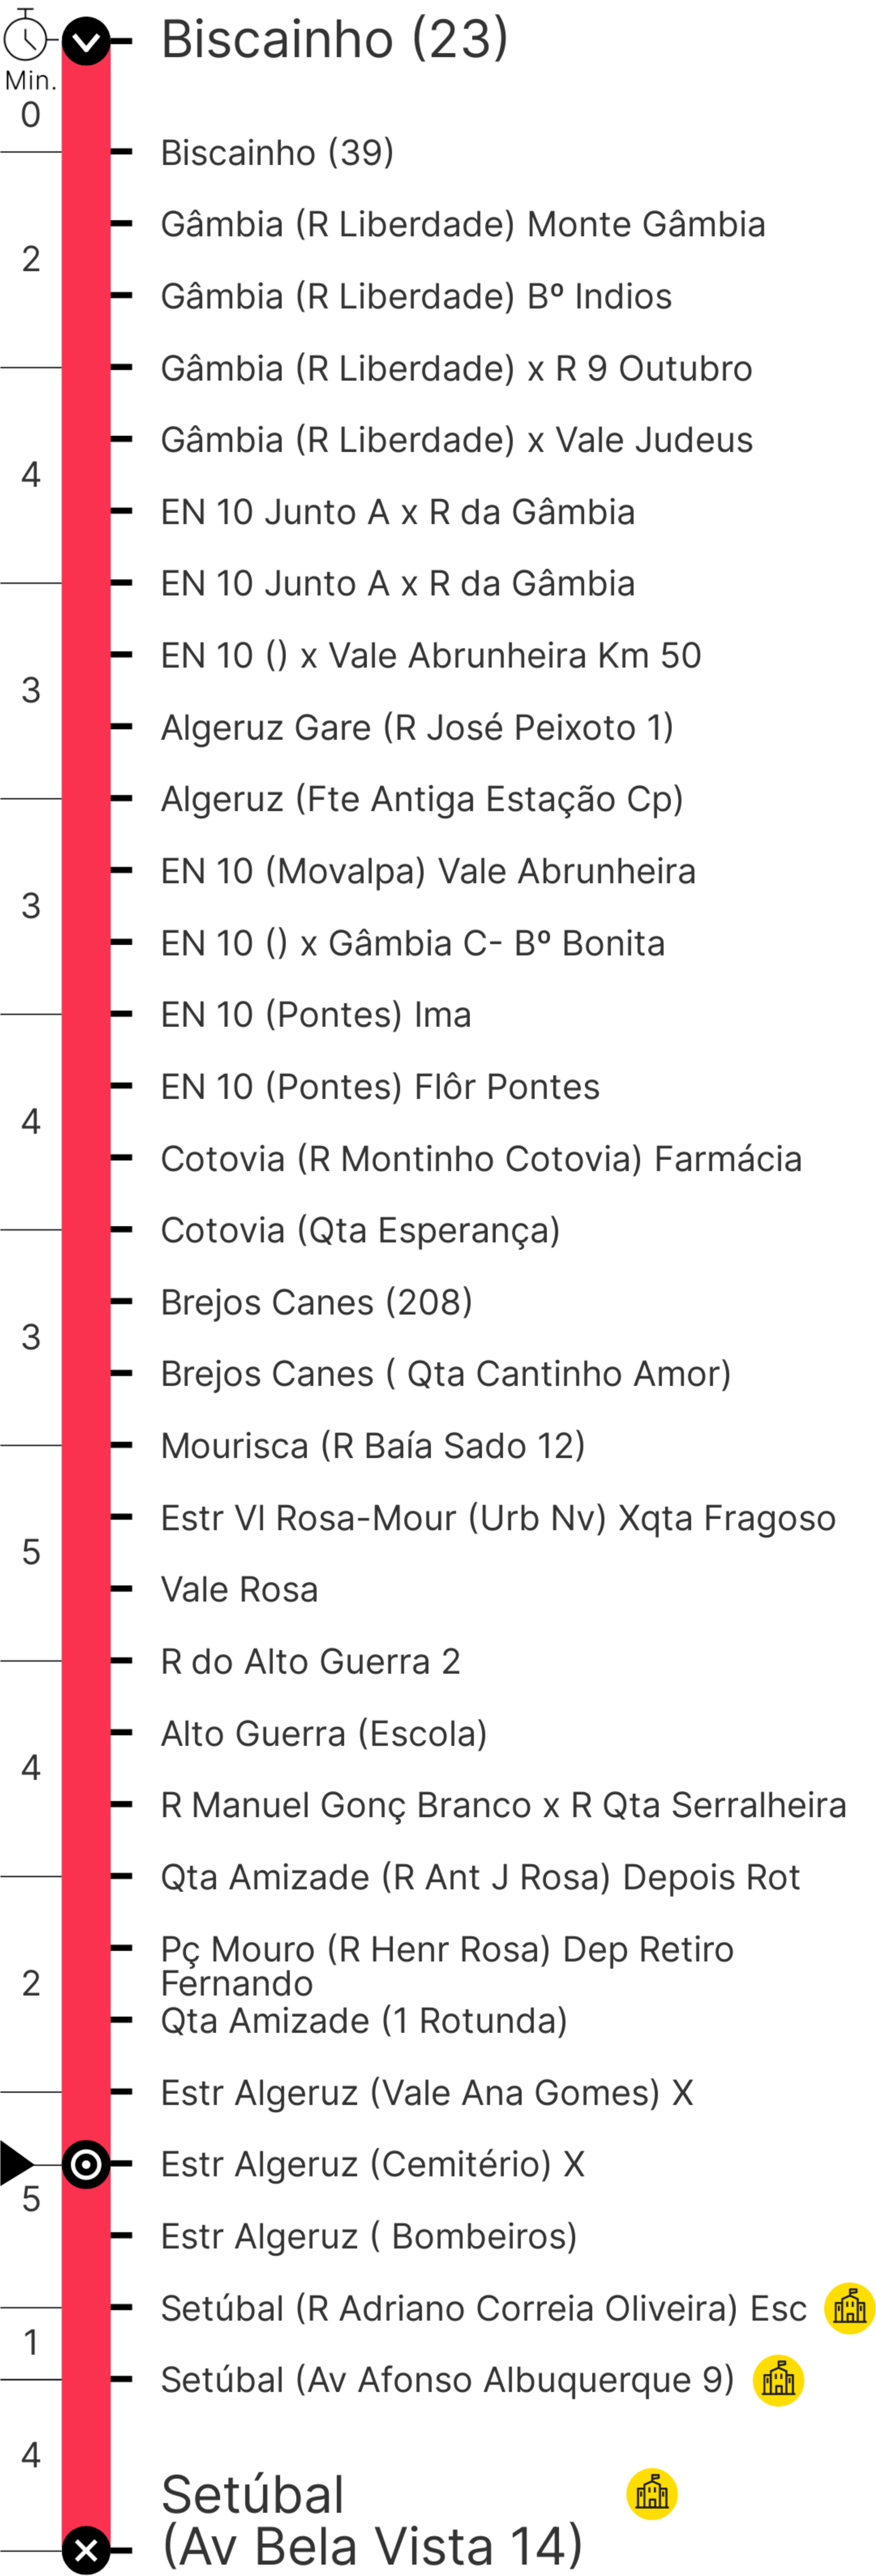 Biscainho (23)
Min.
0
Biscainho (39)
Gâmbia (R Liberdade) Monte Gâmbia
2
Gâmbia (R Liberdade) Bº Indios
Gâmbia (R Liberdade) x R 9 Outubro
Gâmbia (R Liberdade) x Vale Judeus
4
EN 10 Junto A x R da Gâmbia
EN 10 Junto A x R da Gâmbia
EN 10 () x Vale Abrunheira Km 50
3
Algeruz Gare (R José Peixoto 1)
Algeruz (Fte Antiga Estação Cp)
EN 10 (Movalpa) Vale Abrunheira
3
EN 10 () x Gâmbia C- Bº Bonita
EN 10 (Pontes) Ima
EN 10 (Pontes) Flôr Pontes
4
Cotovia (R Montinho Cotovia) Farmácia
Cotovia (Qta Esperança)
Brejos Canes (208)
3
Brejos Canes ( Qta Cantinho Amor)
Mourisca (R Baía Sado 12)
Estr Vl Rosa-Mour (Urb Nv) Xqta Fragoso
5
Vale Rosa
R do Alto Guerra 2
Alto Guerra (Escola)
4
R Manuel Gonç Branco x R Qta Serralheira
Qta Amizade (R Ant J Rosa) Depois Rot
Pç Mouro (R Henr Rosa) Dep Retiro
Fernando
2
Qta Amizade (1 Rotunda)
Estr Algeruz (Vale Ana Gomes) X
Estr Algeruz (Cemitério) X
5
Estr Algeruz ( Bombeiros)
Setúbal (R Adriano Correia Oliveira) Esc
1
Setúbal (Av Afonso Albuquerque 9)
4
Setúbal
(Av Bela Vista 14)